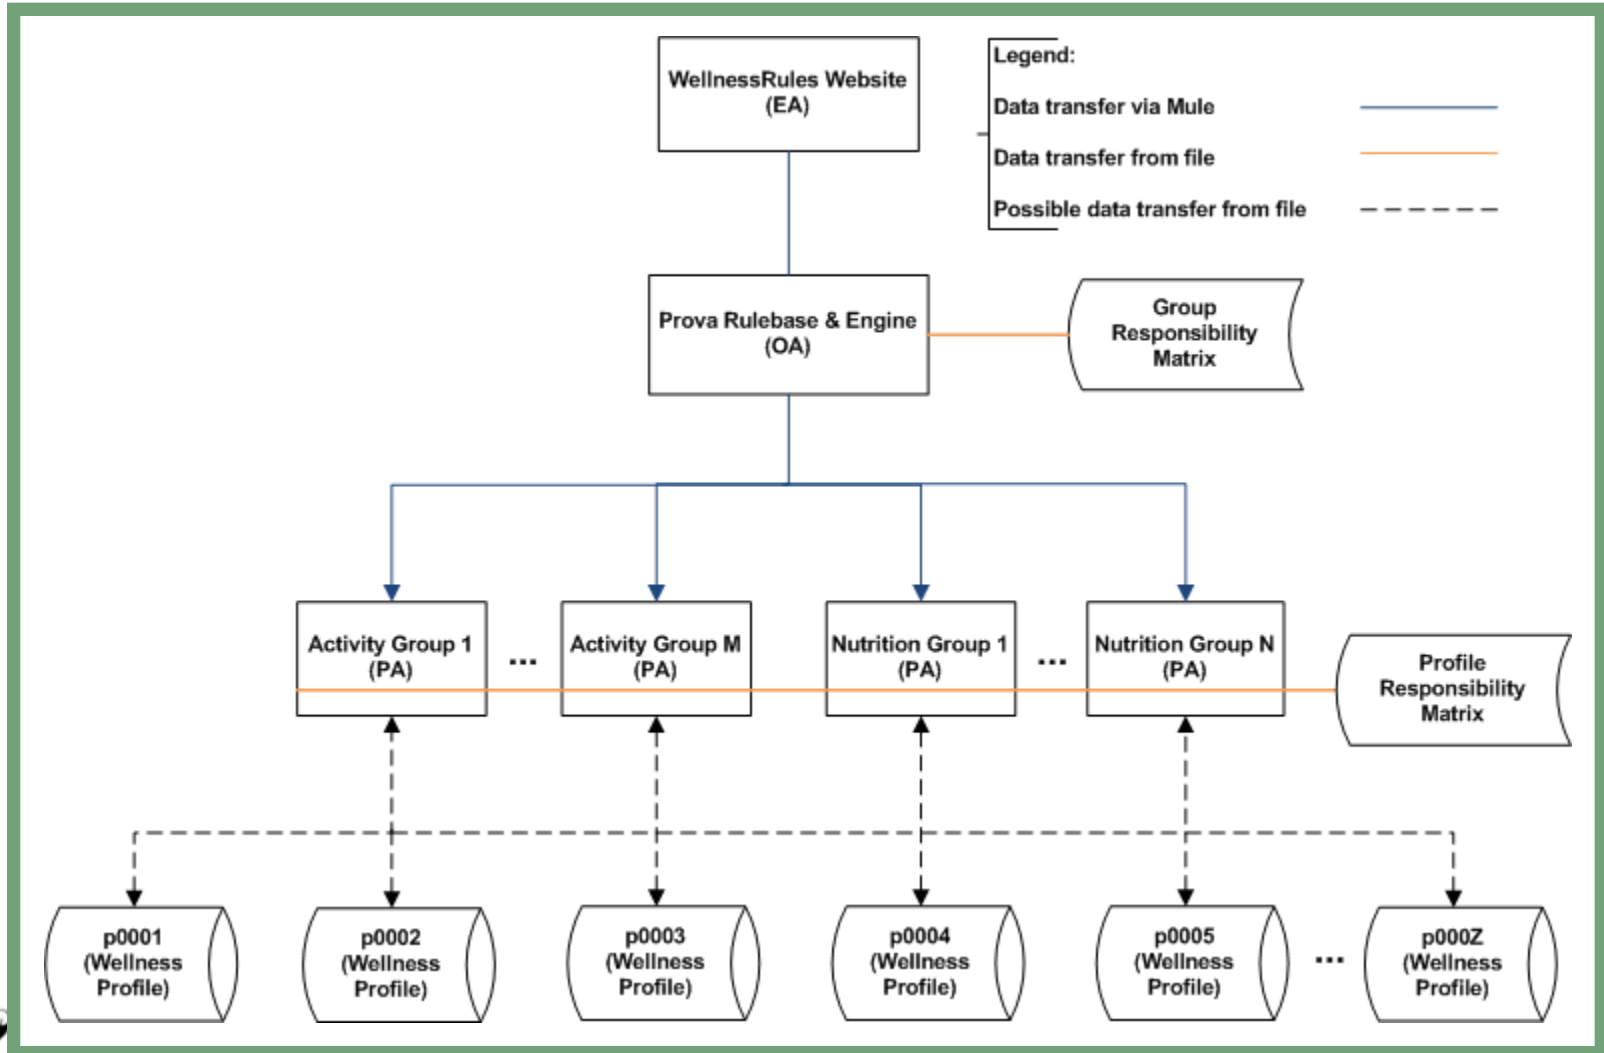 WellnessRules Website
(EA)
Legend:
Data transfer via Mule
Data transfer from file
Possible data transfer from file
Prova Rulebase & Engine
(OA)
Group
Responsibility
Matrix
Activity Group 1
(PA)
...
Activity Group M
(PA)
Nutrition Group 1
(PA)
...
Nutrition Group N
(PA)
Profile
Responsibility
Matrix
p0001
(Wellness
Profile)
p0002
(Wellness
Profile)
p0003
(Wellness
Profile)
p0004
(Wellness
Profile)
p0005
(Wellness
Profile)
...
p000Z
(Wellness
Profile)